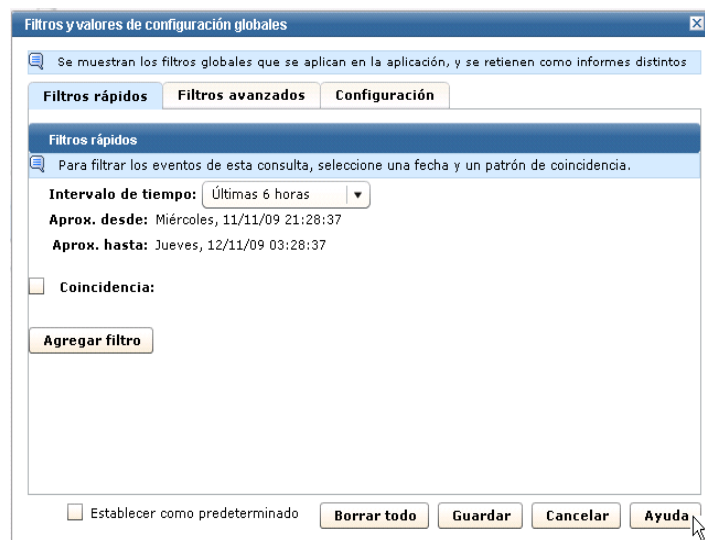 Filtros y valores de configuración globales
Se muestran los filtros globales que se aplican en la aplicación, y se retienen como informes distintos
Filtros rápidos Filtros avanzados Configuración
Filtros rápidos
Para filtrar los eventos de esta consulta, seleccione una fecha y un patrón de coincidencia.
Intervalo de tiempo: Últimas 6 horas
Aprox. desde: Miércoles, 11/11/09 21:28:37
Aprox. hasta: Jueves, 12/11/09 03:28:37
Coincidencia:
Agregar filtro
Establecer como predeterminado Borrar todo Guardar Cancelar Ayuda